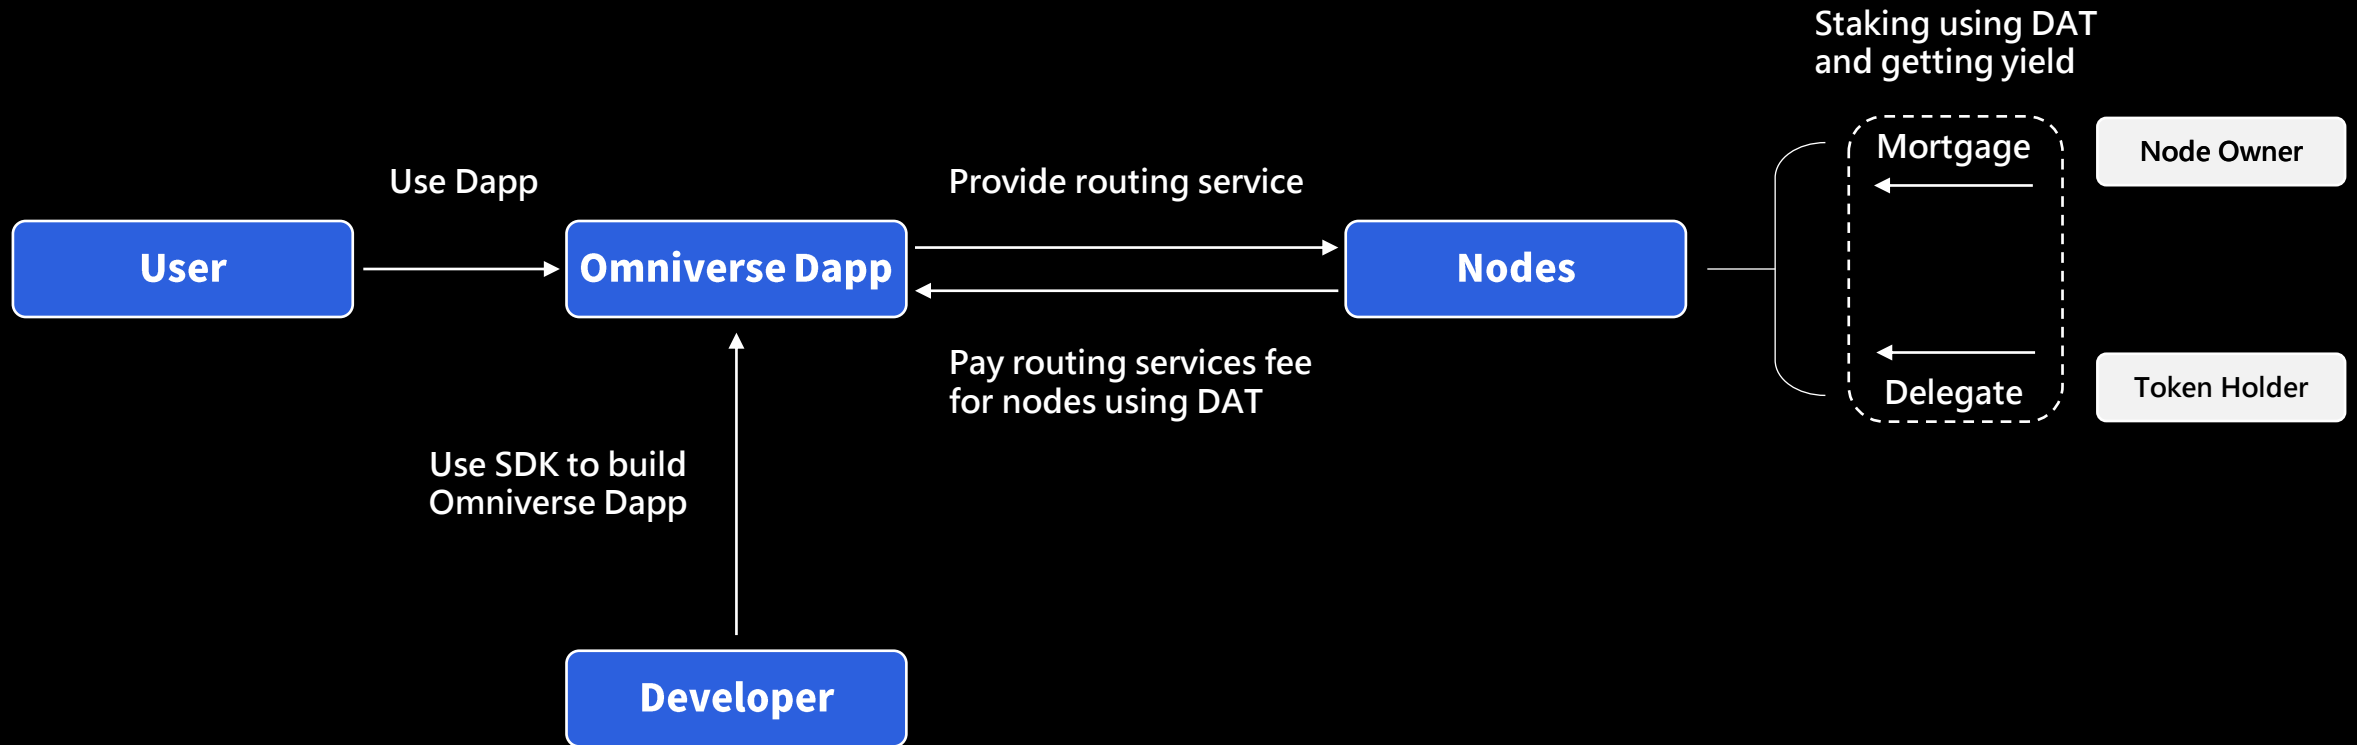 Staking using DAT
and getting yield
Mortgage
Node Owner
Use Dapp
Provide routing service
User
Omniverse Dapp
Nodes
Pay routing services fee
for nodes using DAT
Delegate
Token Holder
Use SDK to build
Omniverse Dapp
Developer